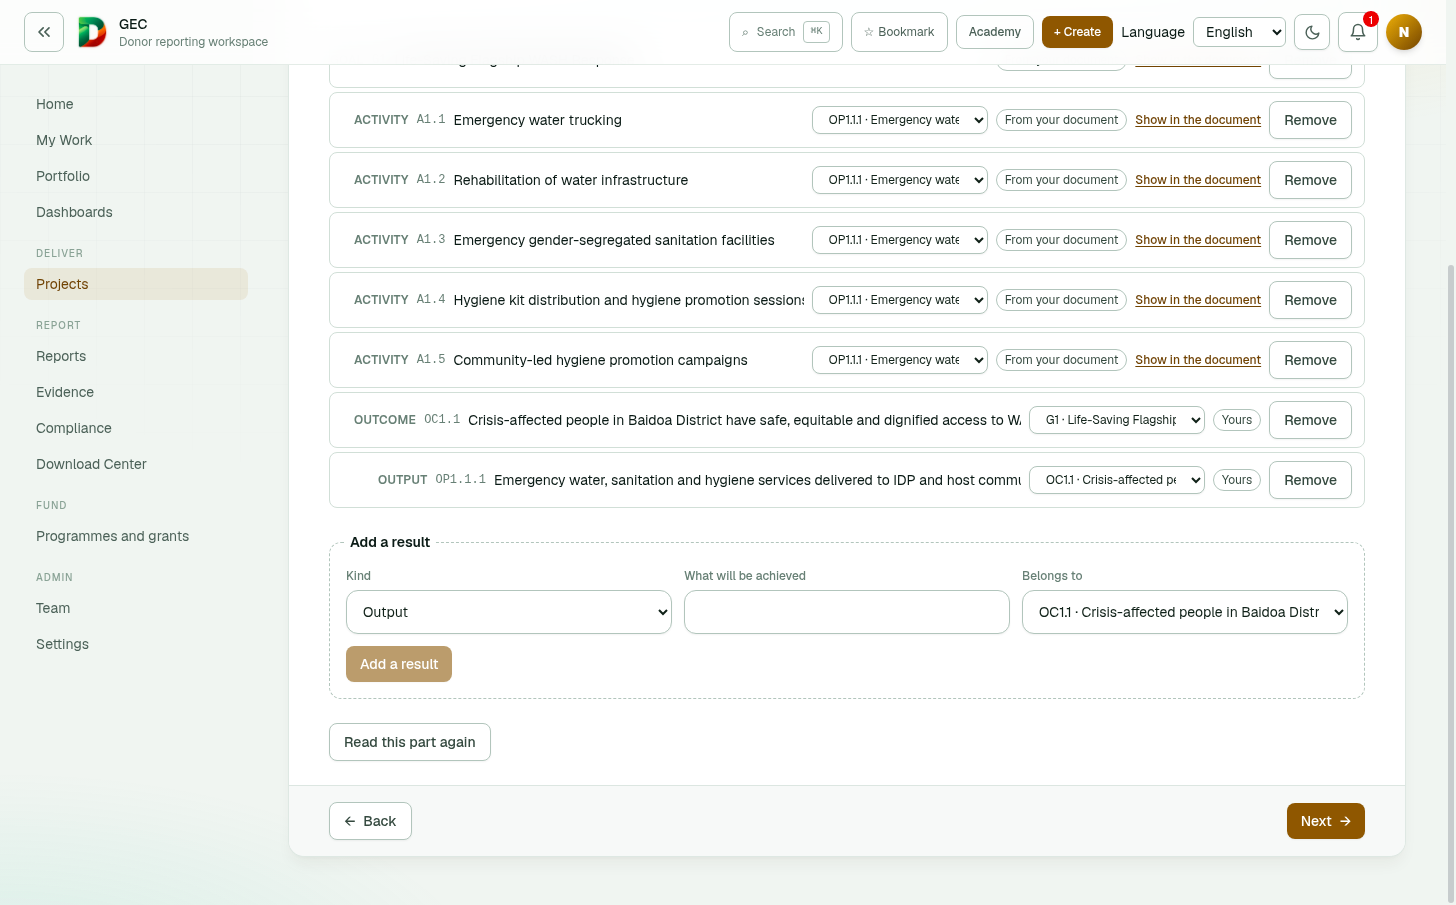 GEC
Donor reporting workspace
Search ⌘K
☆ Bookmark
Academy
+ Create
Language
English
1
N
Home
My Work
Portfolio
Dashboards
DELIVER
Projects
REPORT
Reports
Evidence
Compliance
Download Center
FUND
Programmes and grants
ADMIN
Team
Settings
ACTIVITY A1.1 Emergency water trucking OP1.1.1 · Emergency wate From your document Show in the document Remove
ACTIVITY A1.2 Rehabilitation of water infrastructure OP1.1.1 · Emergency wate From your document Show in the document Remove
ACTIVITY A1.3 Emergency gender-segregated sanitation facilities OP1.1.1 · Emergency wate From your document Show in the document Remove
ACTIVITY A1.4 Hygiene kit distribution and hygiene promotion sessions OP1.1.1 · Emergency wate From your document Show in the document Remove
ACTIVITY A1.5 Community-led hygiene promotion campaigns OP1.1.1 · Emergency wate From your document Show in the document Remove
OUTCOME OC1.1 Crisis-affected people in Baidoa District have safe, equitable and dignified access to W G1 · Life-Saving Flagship Yours Remove
OUTPUT OP1.1.1 Emergency water, sanitation and hygiene services delivered to IDP and host commu OC1.1 · Crisis-affected pe Yours Remove
Add a result
Kind What will be achieved Belongs to
Output OC1.1 · Crisis-affected people in Baidoa Distr
Add a result
Read this part again
← Back
Next →